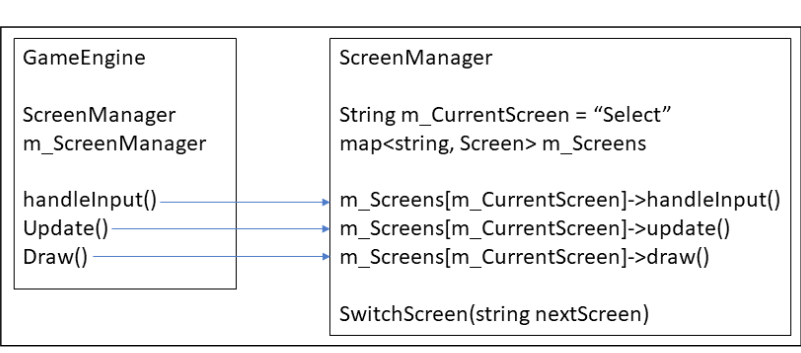 GameEngine
ScreenManager
m_ScreenManager
handleInput()
Update()
Draw()
ScreenManager
String m_CurrentScreen = “Select”
map<string, Screen> m_Screens
m_Screens[m_CurrentScreen]->handleInput()
m_Screens[m_CurrentScreen]->update()
m_Screens[m_CurrentScreen]->draw()
SwitchScreen(string nextScreen)